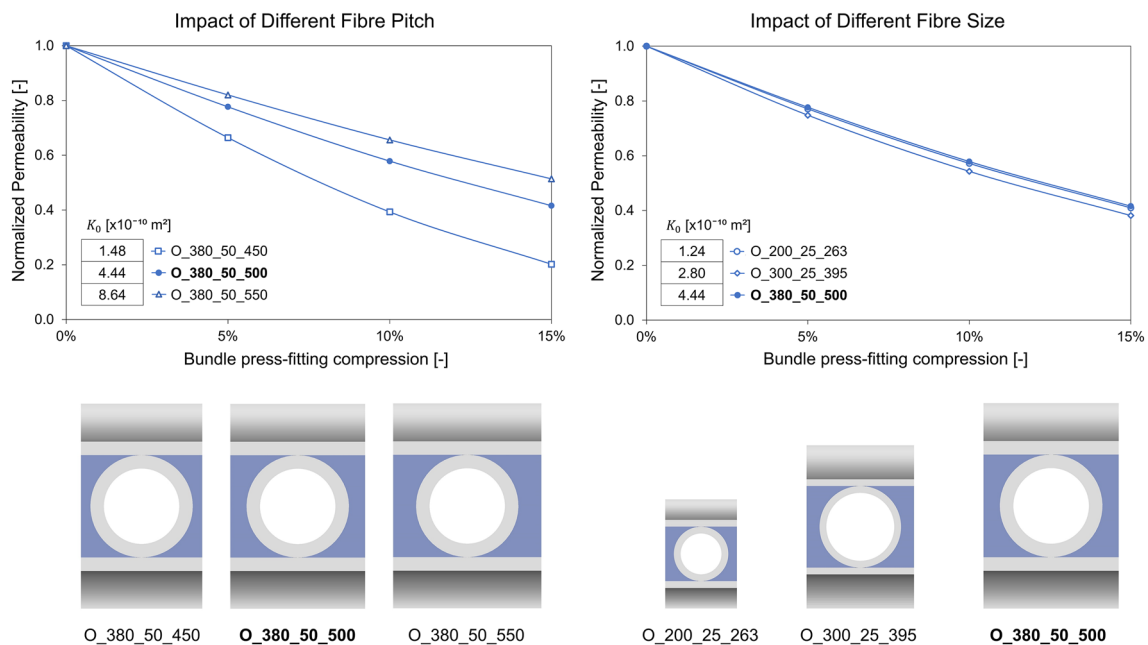 Impact of Different Fibre Pitch
Normalized Permeability [-]
1.0
0.8
0.6
0.4
0.2
0.0
K₀ [x10⁻¹⁰ m²]
1.48 O_380_50_450
4.44 O_380_50_500
8.64 O_380_50_550
0% 5% 10% 15%
Bundle press-fitting compression [-]
Impact of Different Fibre Size
Normalized Permeability [-]
1.0
0.8
0.6
0.4
0.2
0.0
K₀ [x10⁻¹⁰ m²]
1.24 O_200_25_263
2.80 O_300_25_395
4.44 O_380_50_500
0% 5% 10% 15%
Bundle press-fitting compression [-]
O_380_50_450 O_380_50_500 O_380_50_550
O_200_25_263 O_300_25_395 O_380_50_500